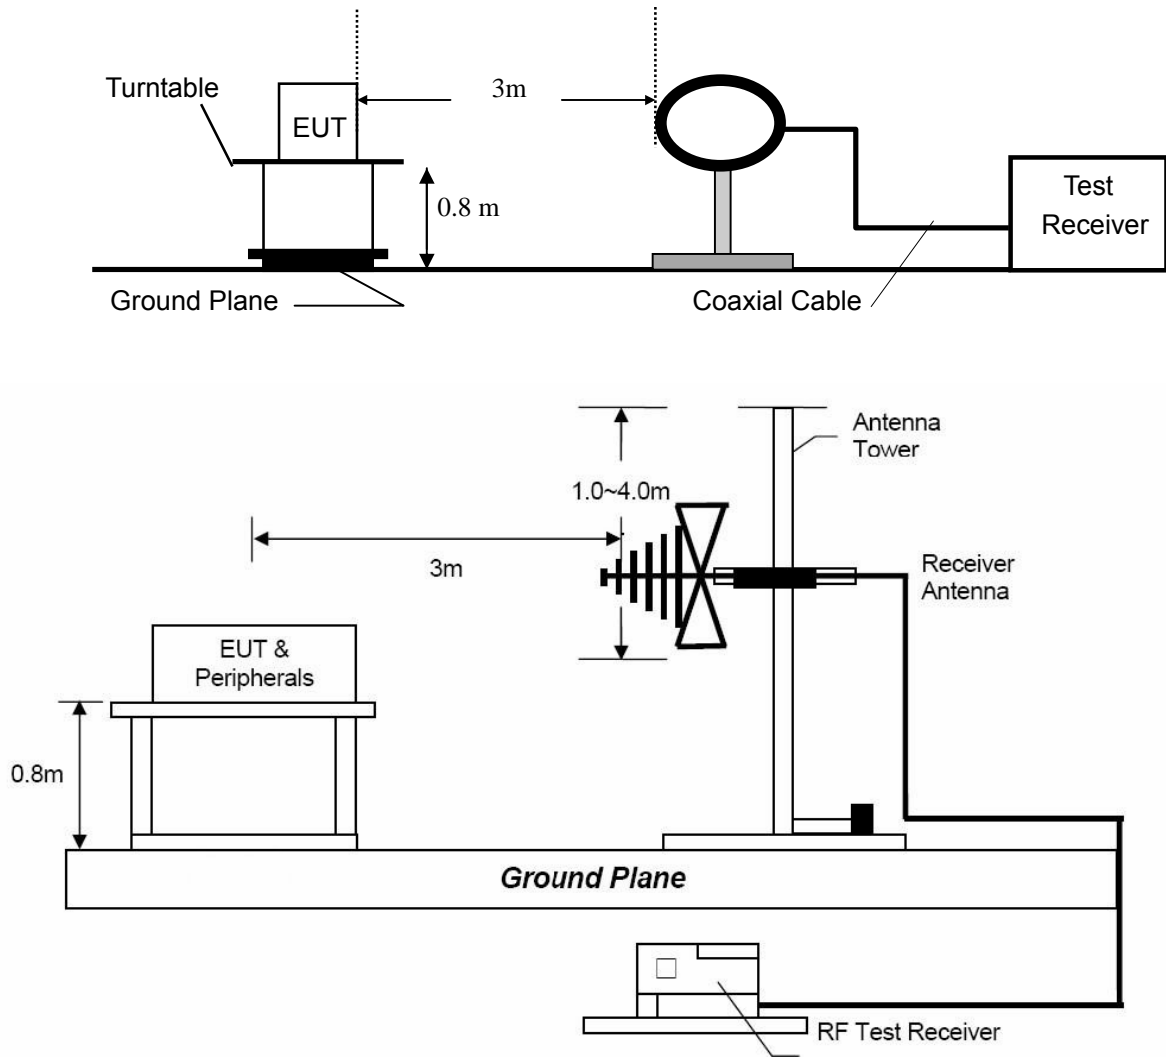 Turntable
3m
EUT
0.8 m
Test
Receiver
Ground Plane
Coaxial Cable
Antenna
Tower
1.0~4.0m
3m
Receiver
Antenna
EUT &
Peripherals
0.8m
Ground Plane
RF Test Receiver